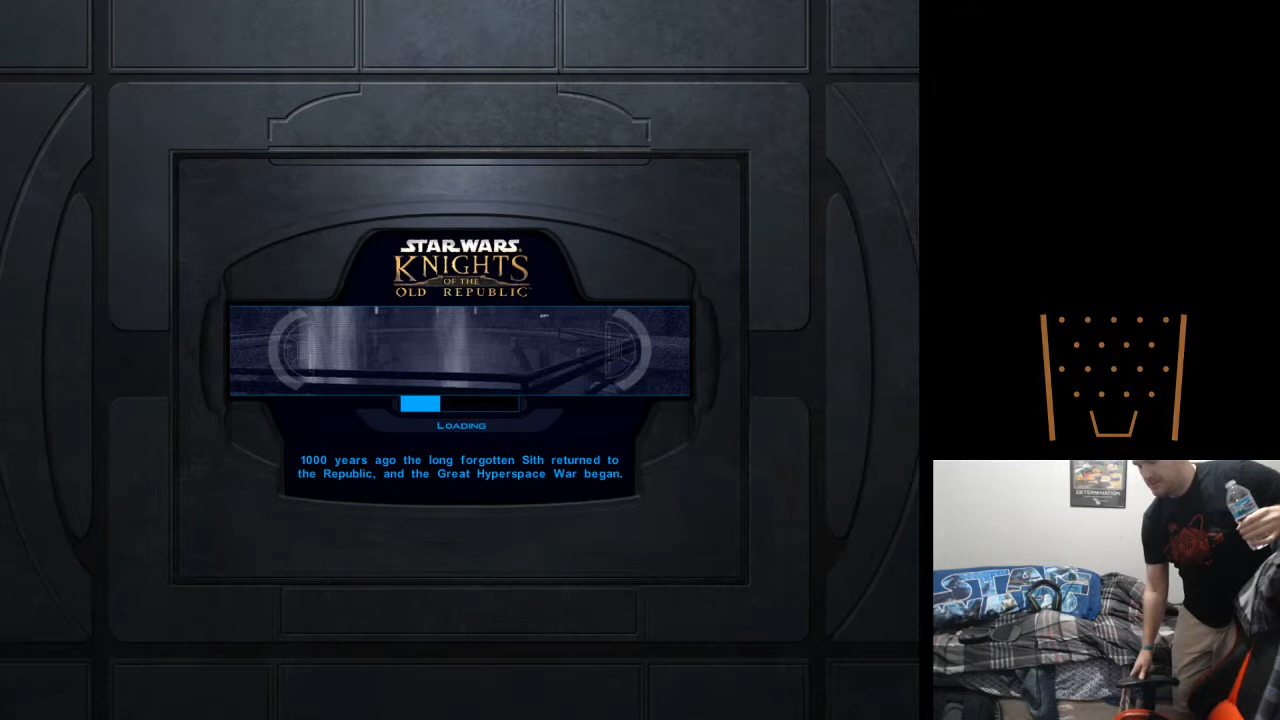 STAR WARS
KNIGHTS
OF THE
OLD REPUBLIC
LOADING
1000 years ago the long forgotten Sith returned to
the Republic, and the Great Hyperspace War began.
DETERMINATION